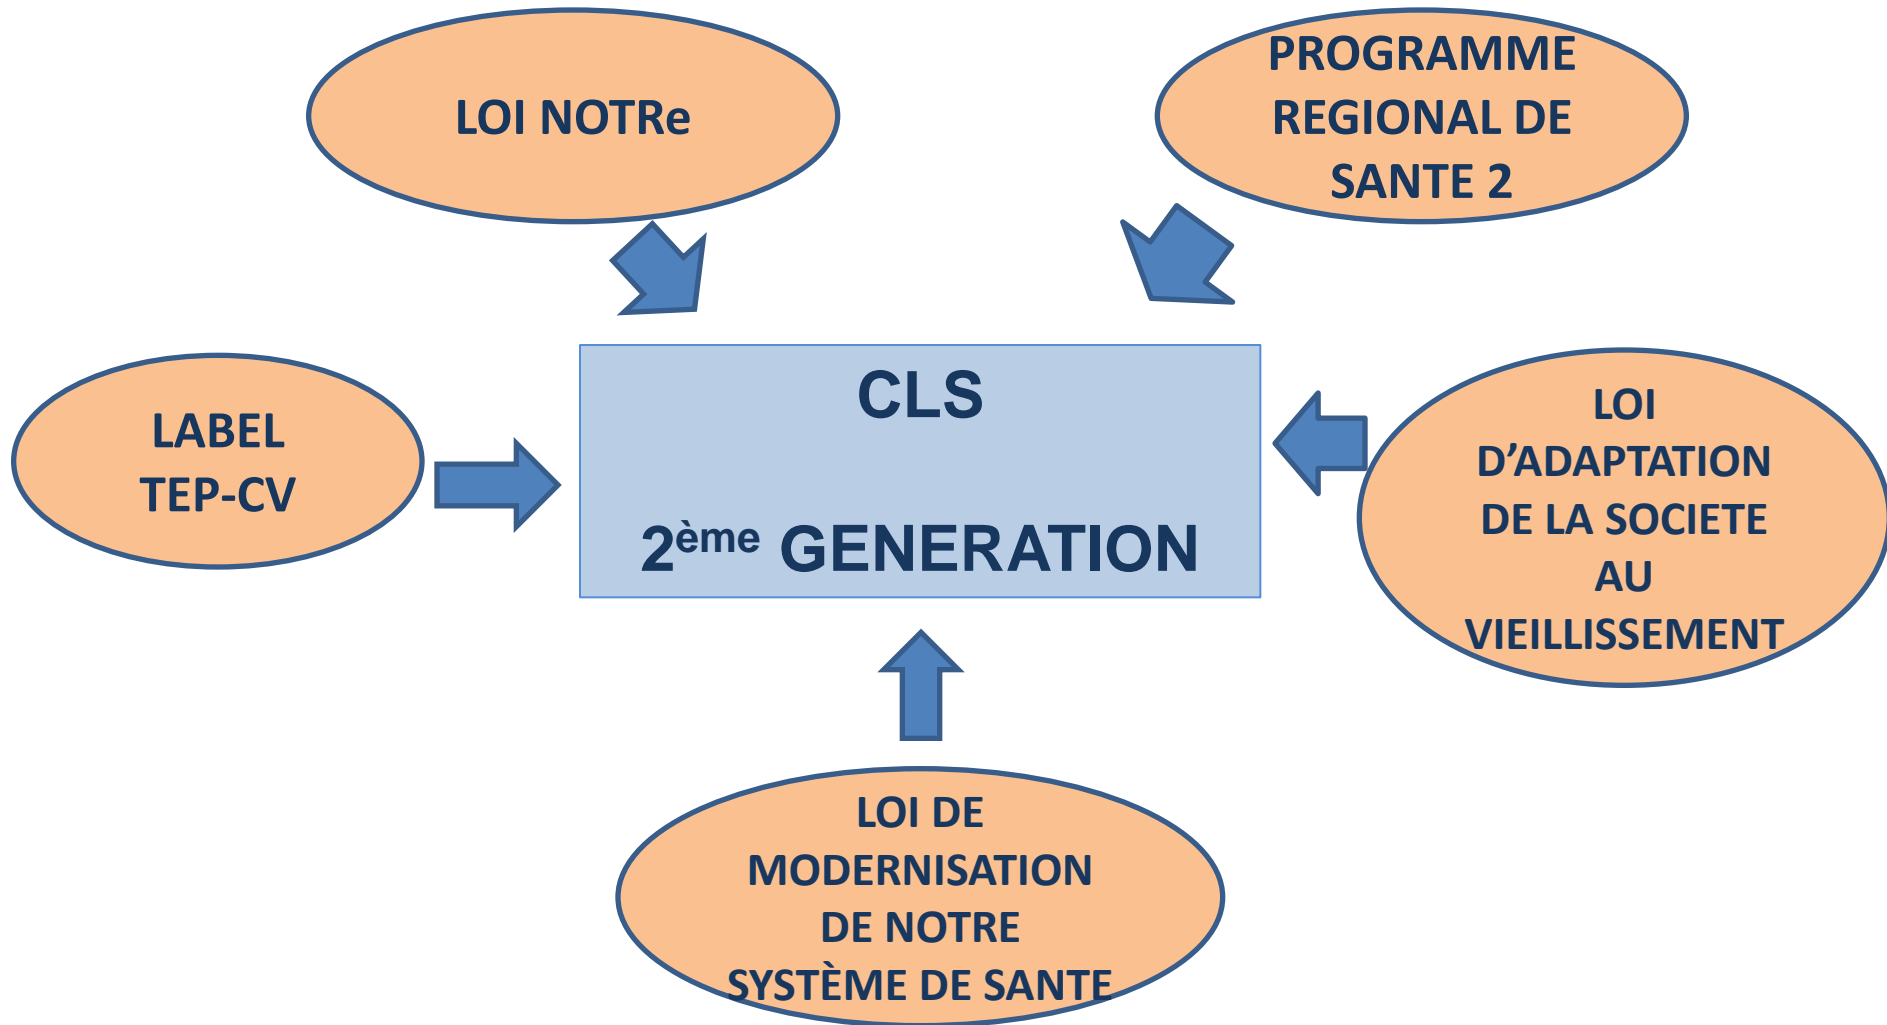 LOI NOTRe
PROGRAMME
REGIONAL DE
SANTE 2
LABEL
TEP-CV
CLS
2ème GENERATION
LOI
D’ADAPTATION
DE LA SOCIETE
AU
VIEILLISSEMENT
LOI DE
MODERNISATION
DE NOTRE
SYSTÈME DE SANTE